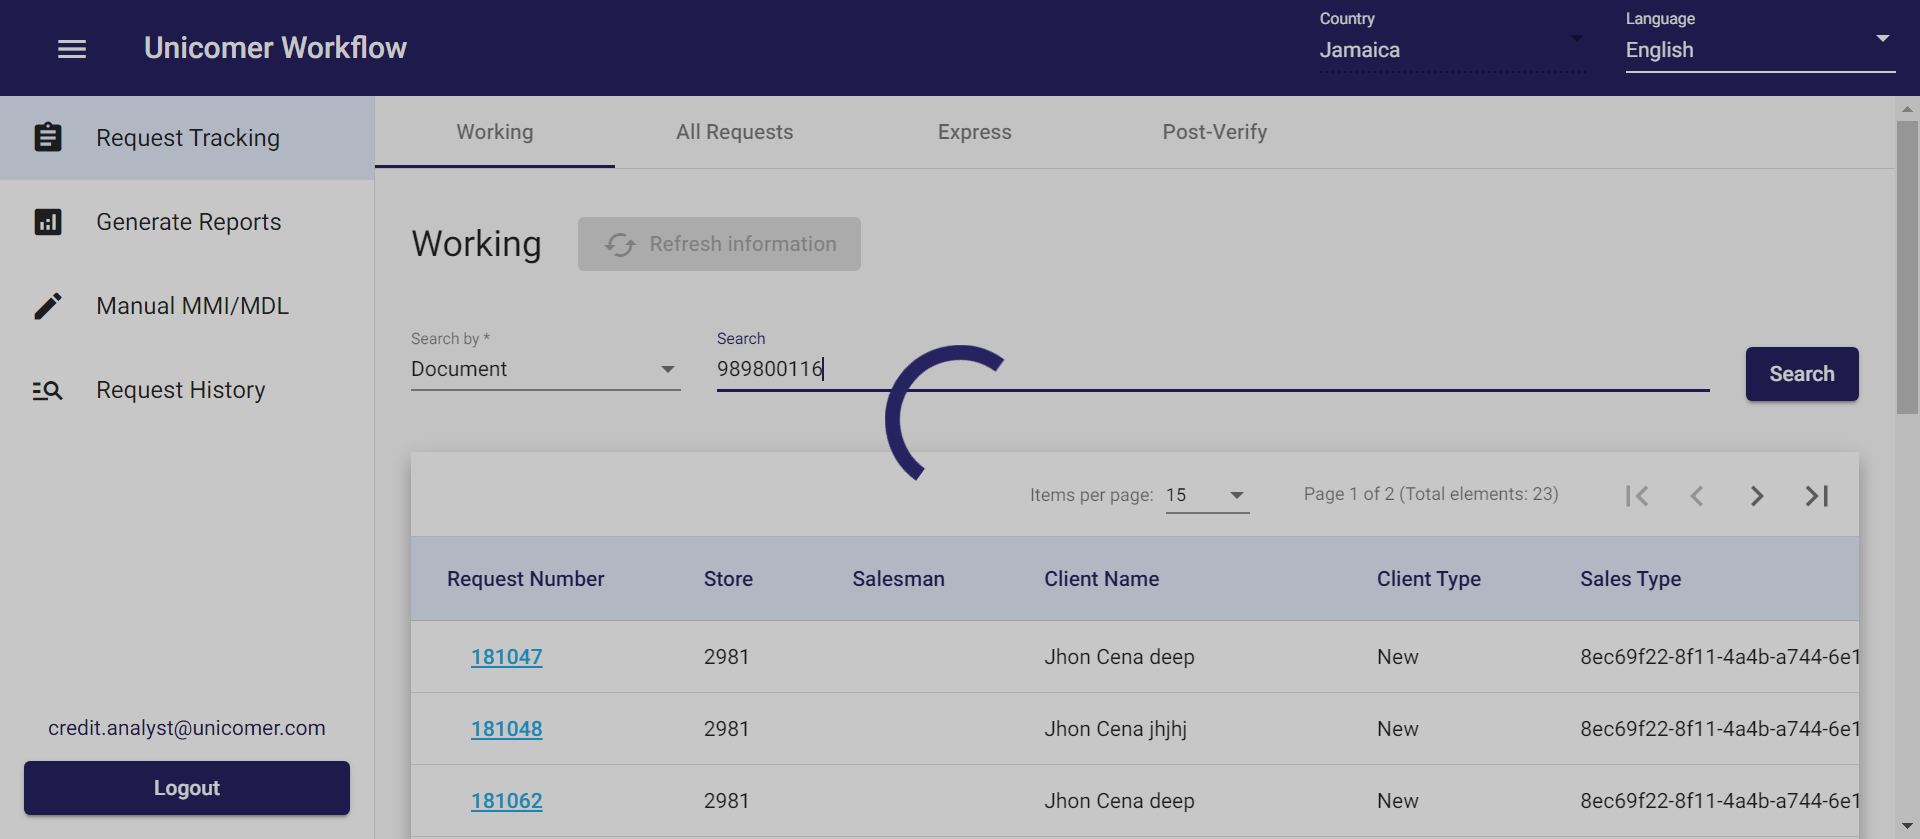 Unicomer Workflow
Country
Jamaica
Language
English
Request Tracking
Generate Reports
Manual MMI/MDL
Request History
credit.analyst@unicomer.com
Logout
Working All Requests Express Post-Verify
Working
Refresh information
Search by *
Document
Search
989800116
Search
Items per page: 15 Page 1 of 2 (Total elements: 23)
Request Number Store Salesman Client Name Client Type Sales Type
181047 2981 Jhon Cena deep New 8ec69f22-8f11-4a4b-a744-6e1
181048 2981 Jhon Cena jhjhj New 8ec69f22-8f11-4a4b-a744-6e1
181062 2981 Jhon Cena deep New 8ec69f22-8f11-4a4b-a744-6e1